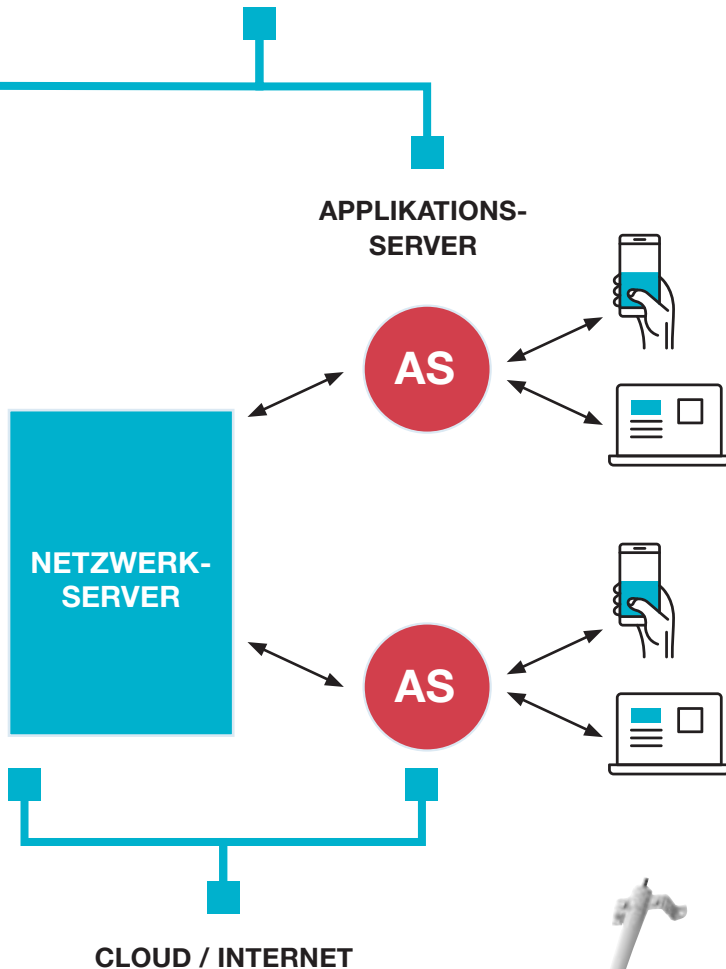 APPLIKATIONS-
SERVER
AS
NETZWERK-
SERVER
AS
CLOUD / INTERNET